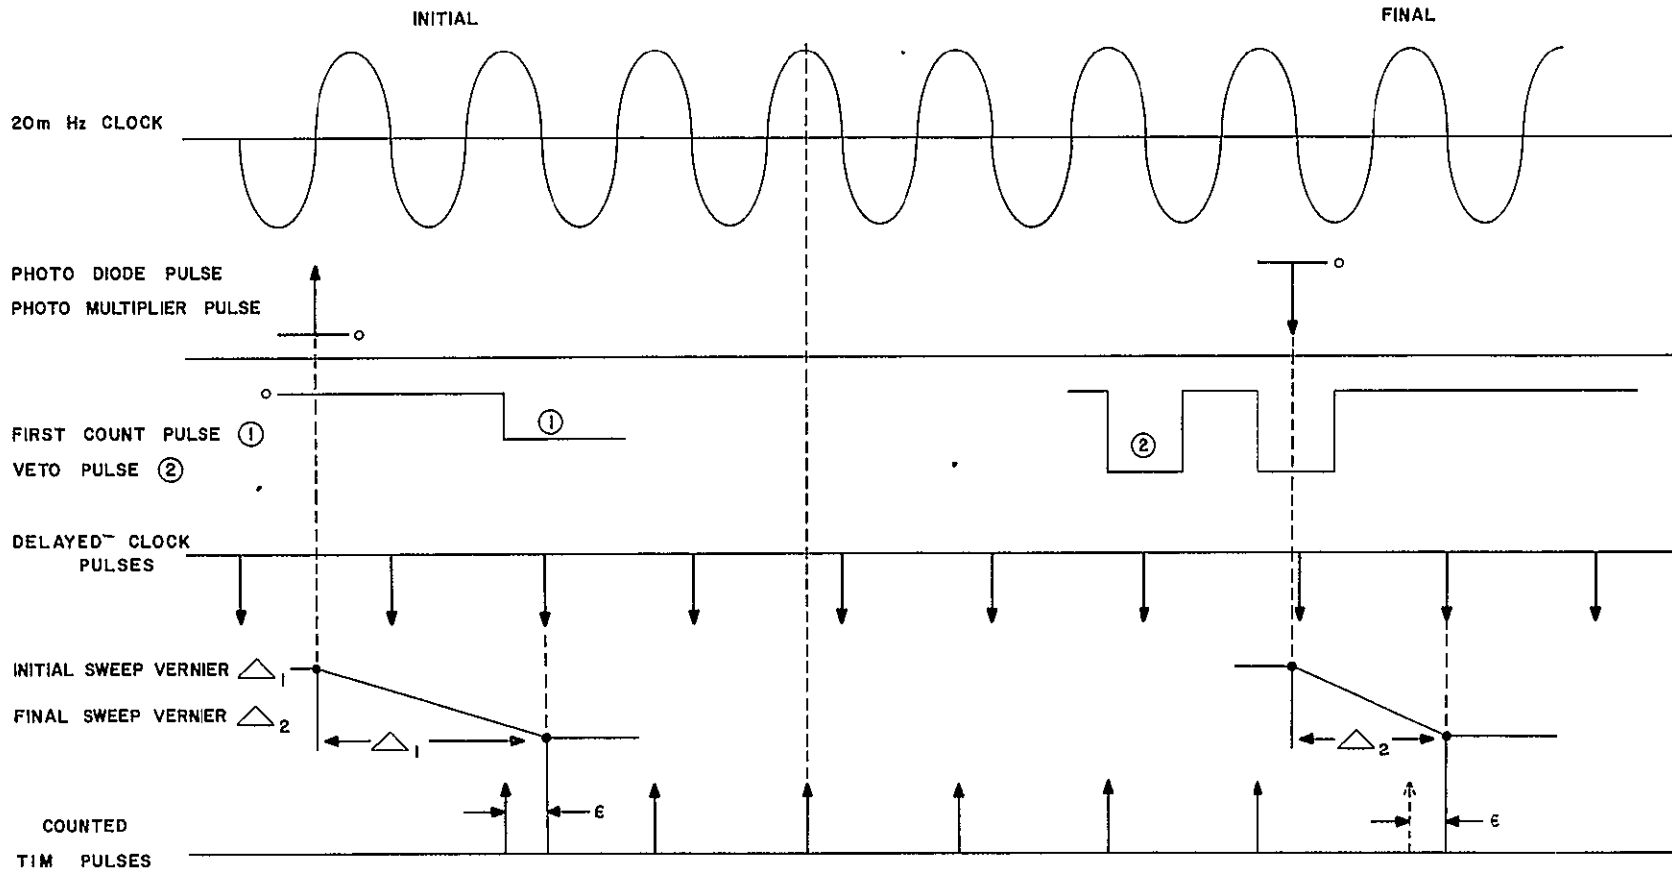 INITIAL
FINAL
20m Hz CLOCK
PHOTO DIODE PULSE
PHOTO MULTIPLIER PULSE
FIRST COUNT PULSE ①
VETO PULSE ②
①
②
DELAYED CLOCK
PULSES
INITIAL SWEEP VERNIER △₁
FINAL SWEEP VERNIER △₂
△₁
△₂
ε
ε
COUNTED
TIM PULSES